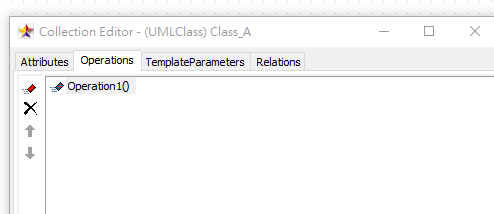 Collection Editor - (UMLClass) Class_A
Attributes Operations TemplateParameters Relations
Operation1()